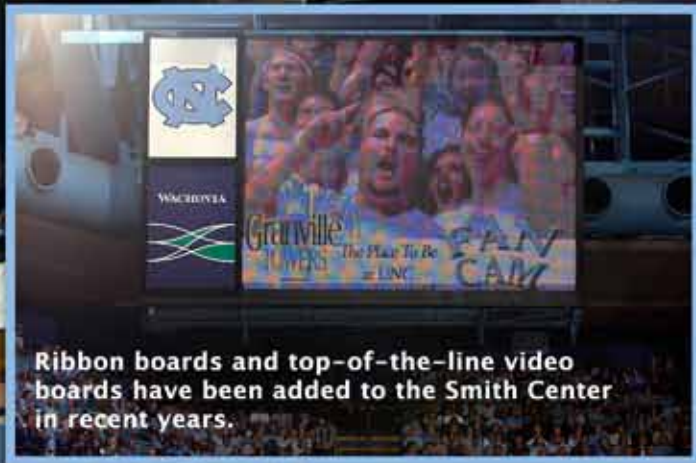 NC
WACHOVIA
Granville
TOWERS
The Place To Be
at UNC
FAN
CAM
Ribbon boards and top-of-the-line video
boards have been added to the Smith Center
in recent years.